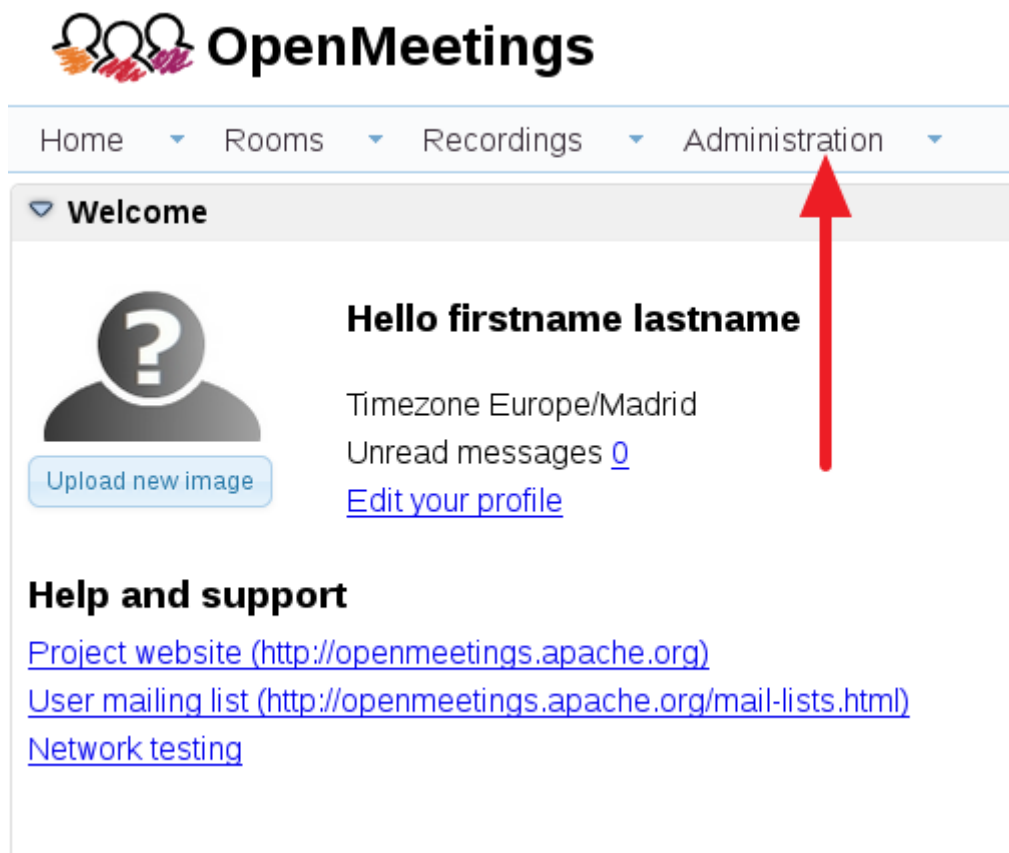 OpenMeetings
Home Rooms Recordings Administration
Welcome
Hello firstname lastname
Timezone Europe/Madrid
Unread messages 0
Edit your profile
Upload new image
Help and support
Project website (http://openmeetings.apache.org)
User mailing list (http://openmeetings.apache.org/mail-lists.html)
Network testing